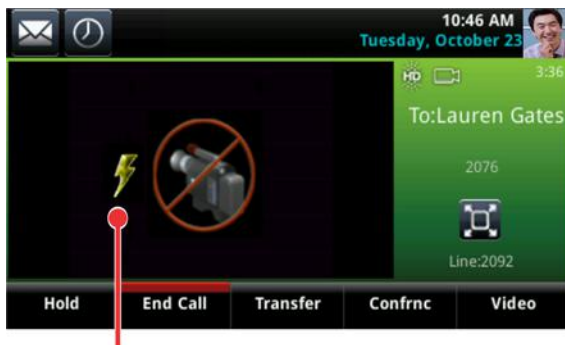 10:46 AM
Tuesday, October 23
HD 3:36
To:Lauren Gates
2076
Line:2092
Hold End Call Transfer Confrnc Video